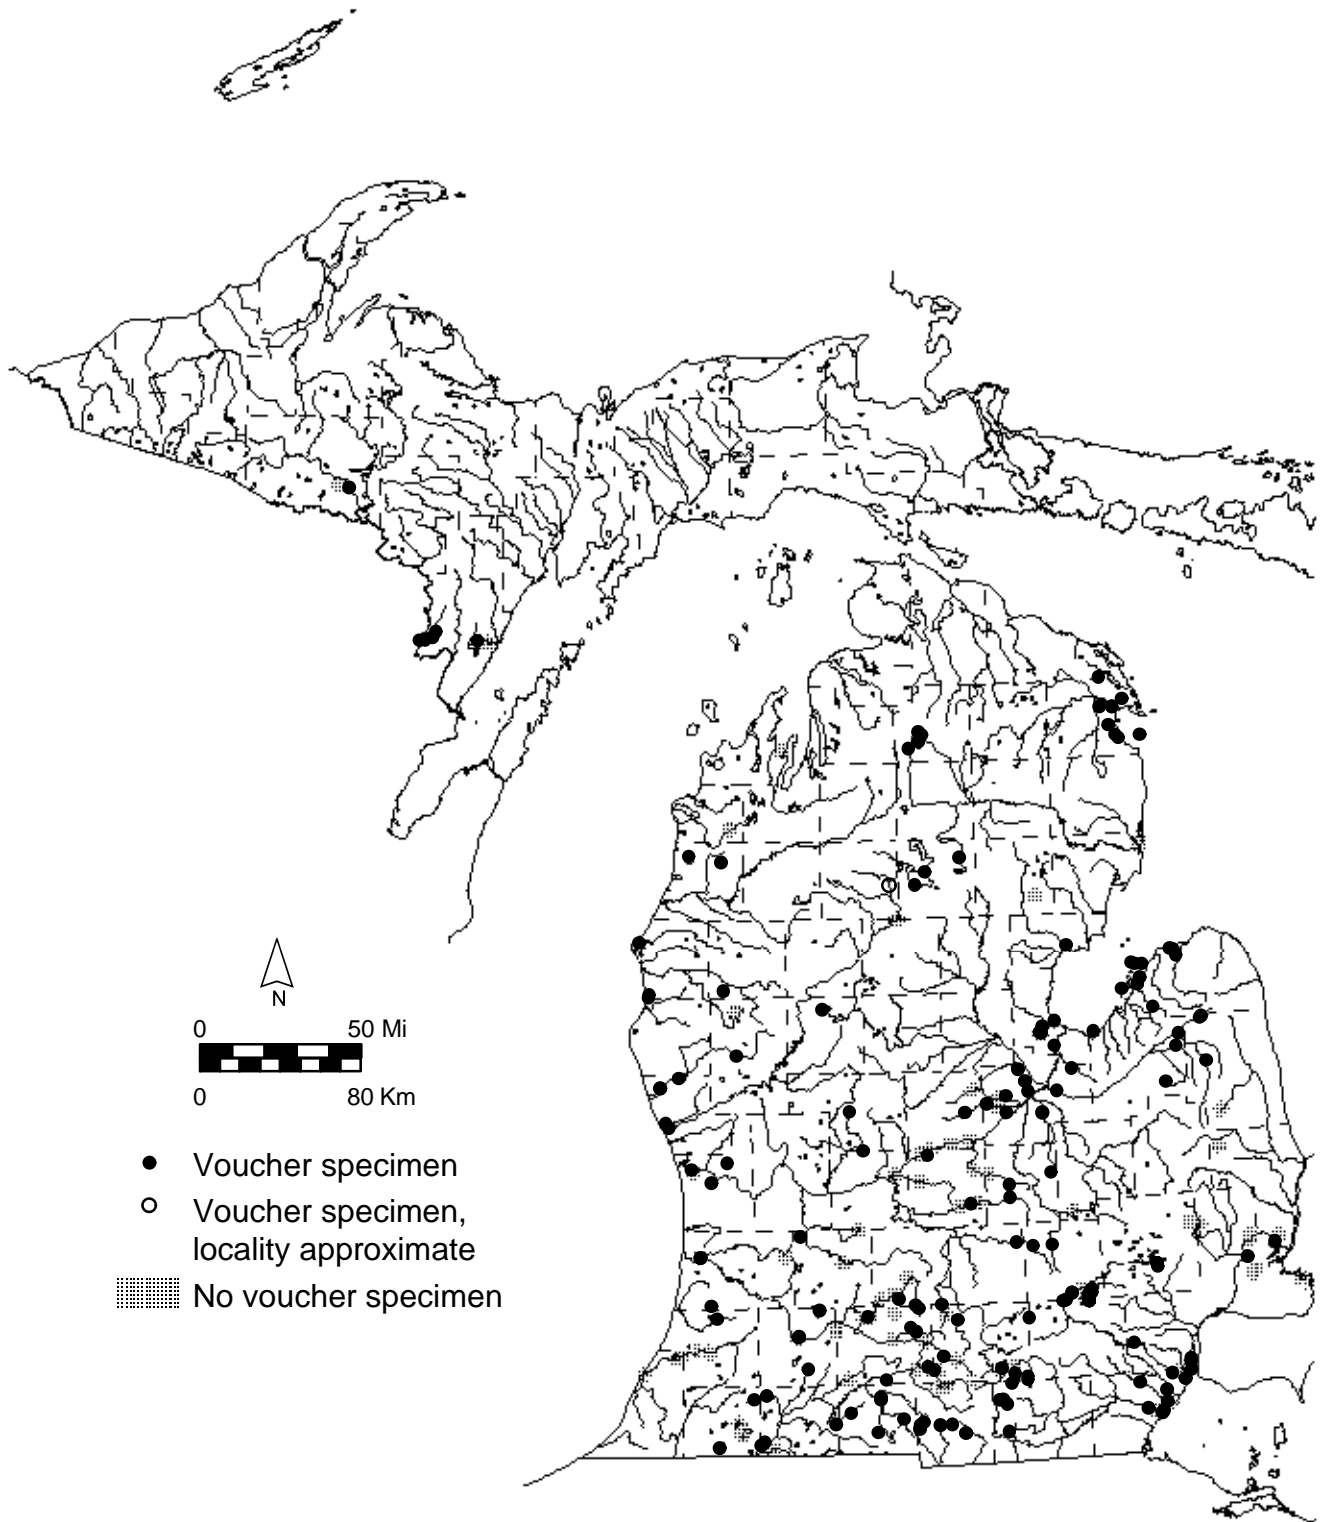 N
0 50 Mi
0 80 Km
Voucher specimen
Voucher specimen,
locality approximate
No voucher specimen